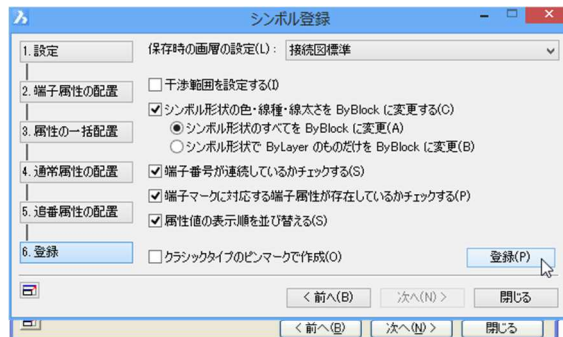 シンボル登録
1.設定
保存時の画層の設定(L): 接続図標準
干渉範囲を設定する(I)
2.端子属性の配置
シンボル形状の色・線種・線太さを ByBlock に変更する(C)
シンボル形状のすべてを ByBlock に変更(A)
3.属性の一括配置
シンボル形状で ByLayer のものだけを ByBlock に変更(B)
4.通常属性の配置
端子番号が連続しているかチェックする(S)
端子マークに対応する端子属性が存在しているかチェックする(P)
5.追番属性の配置
属性値の表示順を並び替える(S)
6.登録
クラシックタイプのピンマークで作成(O)
登録(P)
< 前へ(B) 次へ(N) > 閉じる
< 前へ(B) 次へ(N) > 閉じる